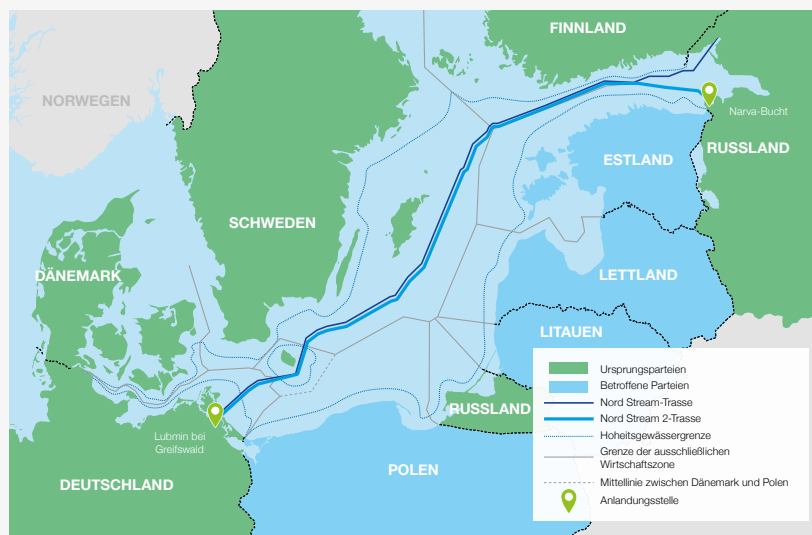 FINNLAND
NORWEGEN
Narva-Bucht
RUSSLAND
ESTLAND
SCHWEDEN
DÄNEMARK
LETTLAND
LITAUEN
RUSSLAND
Lubmin bei
Greifswald
POLEN
DEUTSCHLAND
Ursprungsparteien
Betroffene Parteien
Nord Stream-Trasse
Nord Stream 2-Trasse
Hoheitsgewässergrenze
Grenze der ausschließlichen
Wirtschaftszone
Mittellinie zwischen Dänemark und Polen
Anlandungsstelle